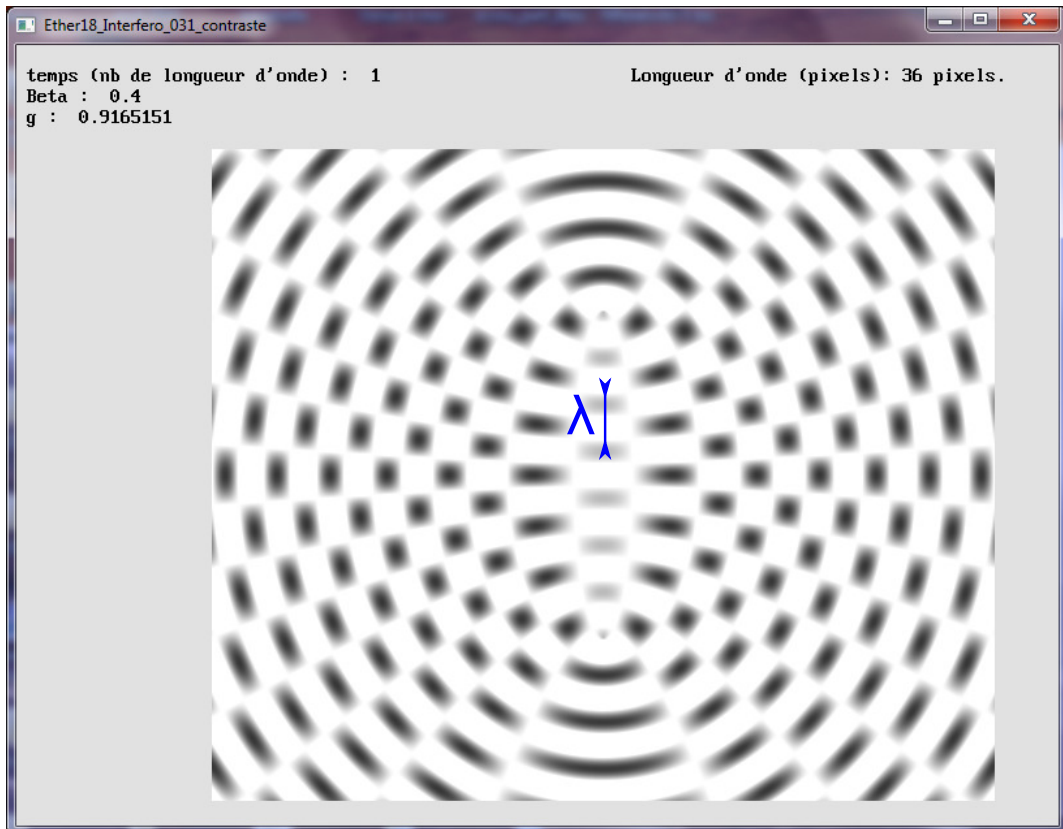 Ether18_Interfero_031_contraste
temps (nb de longueur d'onde) :  1
Longueur d'onde (pixels): 36 pixels.
Beta :  0.4
g :  0.9165151
λ